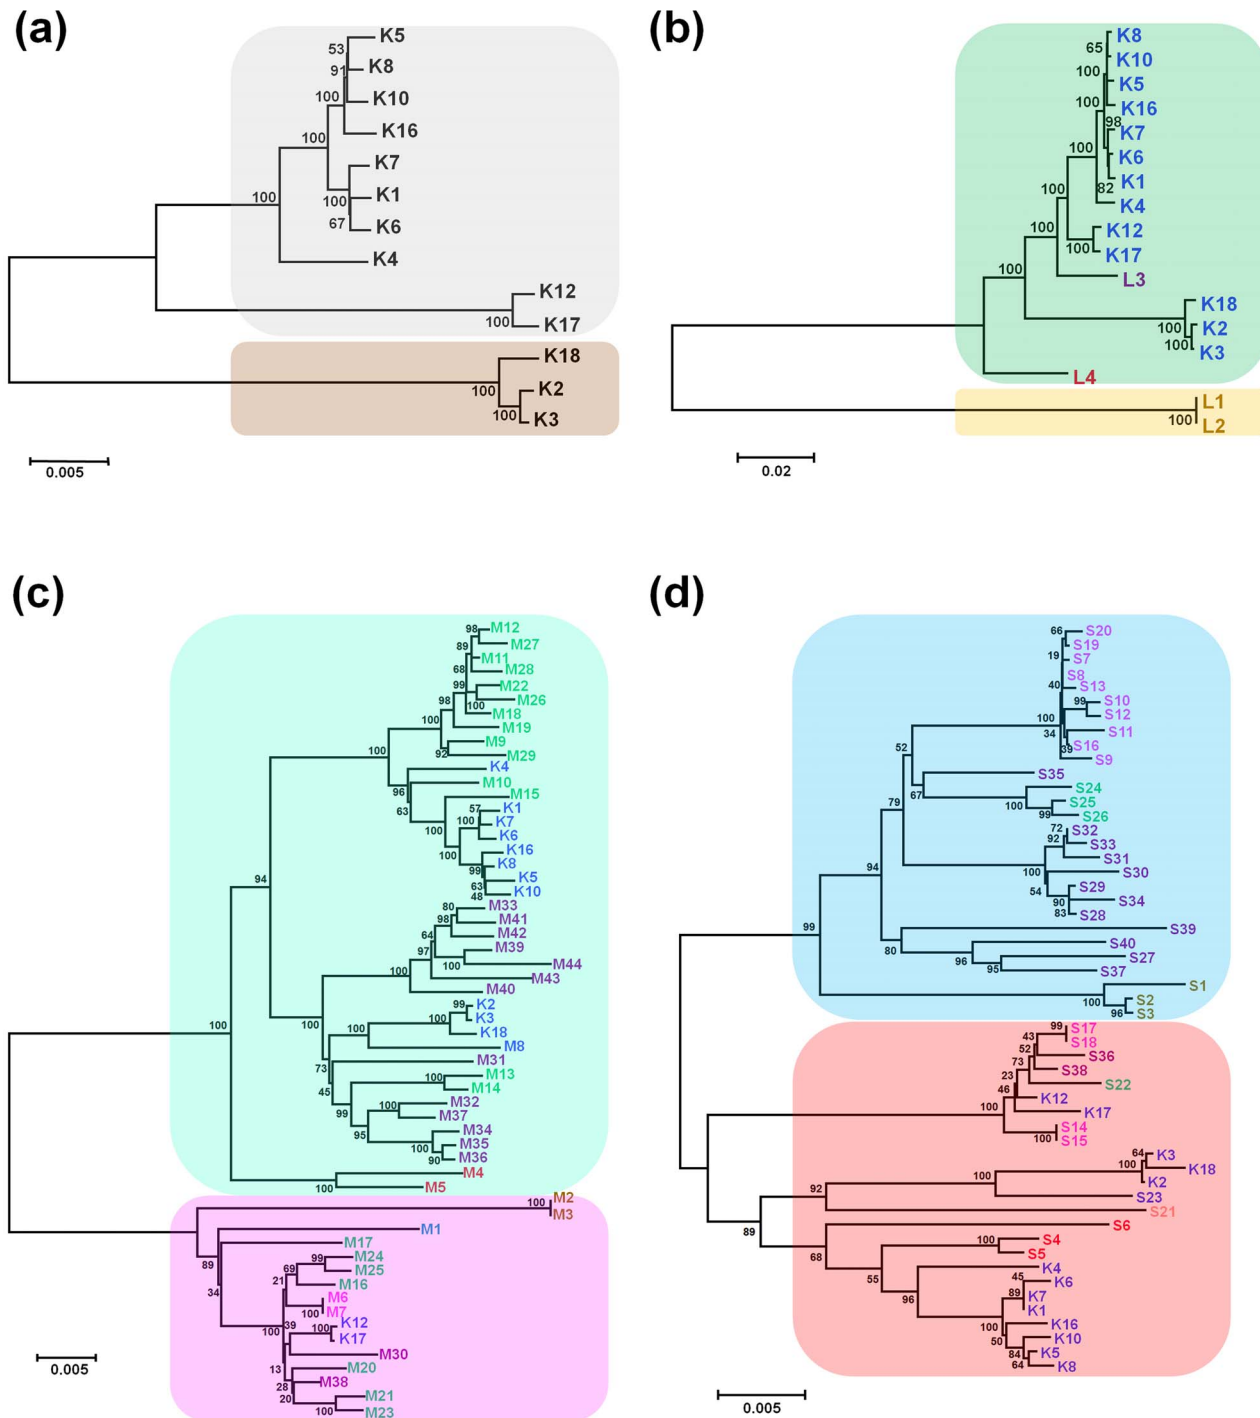 (a)
K5
53
K8
91
K10
100
K16
100
K7
K1
100
100
K6
67
K4
K12
K17
100
K18
K2
100
K3
100
0.005
(b)
K8
65
K10
100
K5
100
K16
98
K7
100
K6
K1
100
82
K4
K12
K17
100
100
L3
K18
K2
100
K3
100
L4
L1
100
L2
0.02
(c)
98
M12
M27
89
M11
68
M28
99
M22
98
100
M26
M18
100
M19
M9
92
M29
100
K4
96
M10
63
M15
57
K1
100
K7
100
K6
100
K16
K8
99
K5
63
K10
48
94
80
M33
98
M41
64
M42
97
M39
100
M44
100
M43
M40
99
K2
100
K3
K18
100
M8
73
M31
45
M13
100
M14
99
M32
100
M37
95
M34
100
M35
90
M36
100
M4
100
M5
100
M2
M3
M1
89
M17
99
M24
69
M25
21
M16
34
M6
100
M7
100
39
K12
100
K17
M30
13
M20
28
M38
20
M21
100
M23
0.005
(d)
66
S20
S19
19
S7
S8
40
S13
99
S10
S12
100
34
S11
39
S16
S9
52
S35
67
S24
100
S25
99
S26
79
72
S32
92
S33
S31
100
S30
54
S29
90
S34
83
S28
94
S39
80
S40
96
S27
95
S37
99
S1
100
S2
96
S3
99
S17
43
S18
52
S36
73
S38
23
S22
46
K12
100
K17
S14
100
S15
64
K3
100
K18
100
K2
92
S23
S21
89
S6
68
100
S4
S5
55
K4
96
45
K6
89
K7
K1
100
K16
50
K10
84
K5
64
K8
0.005